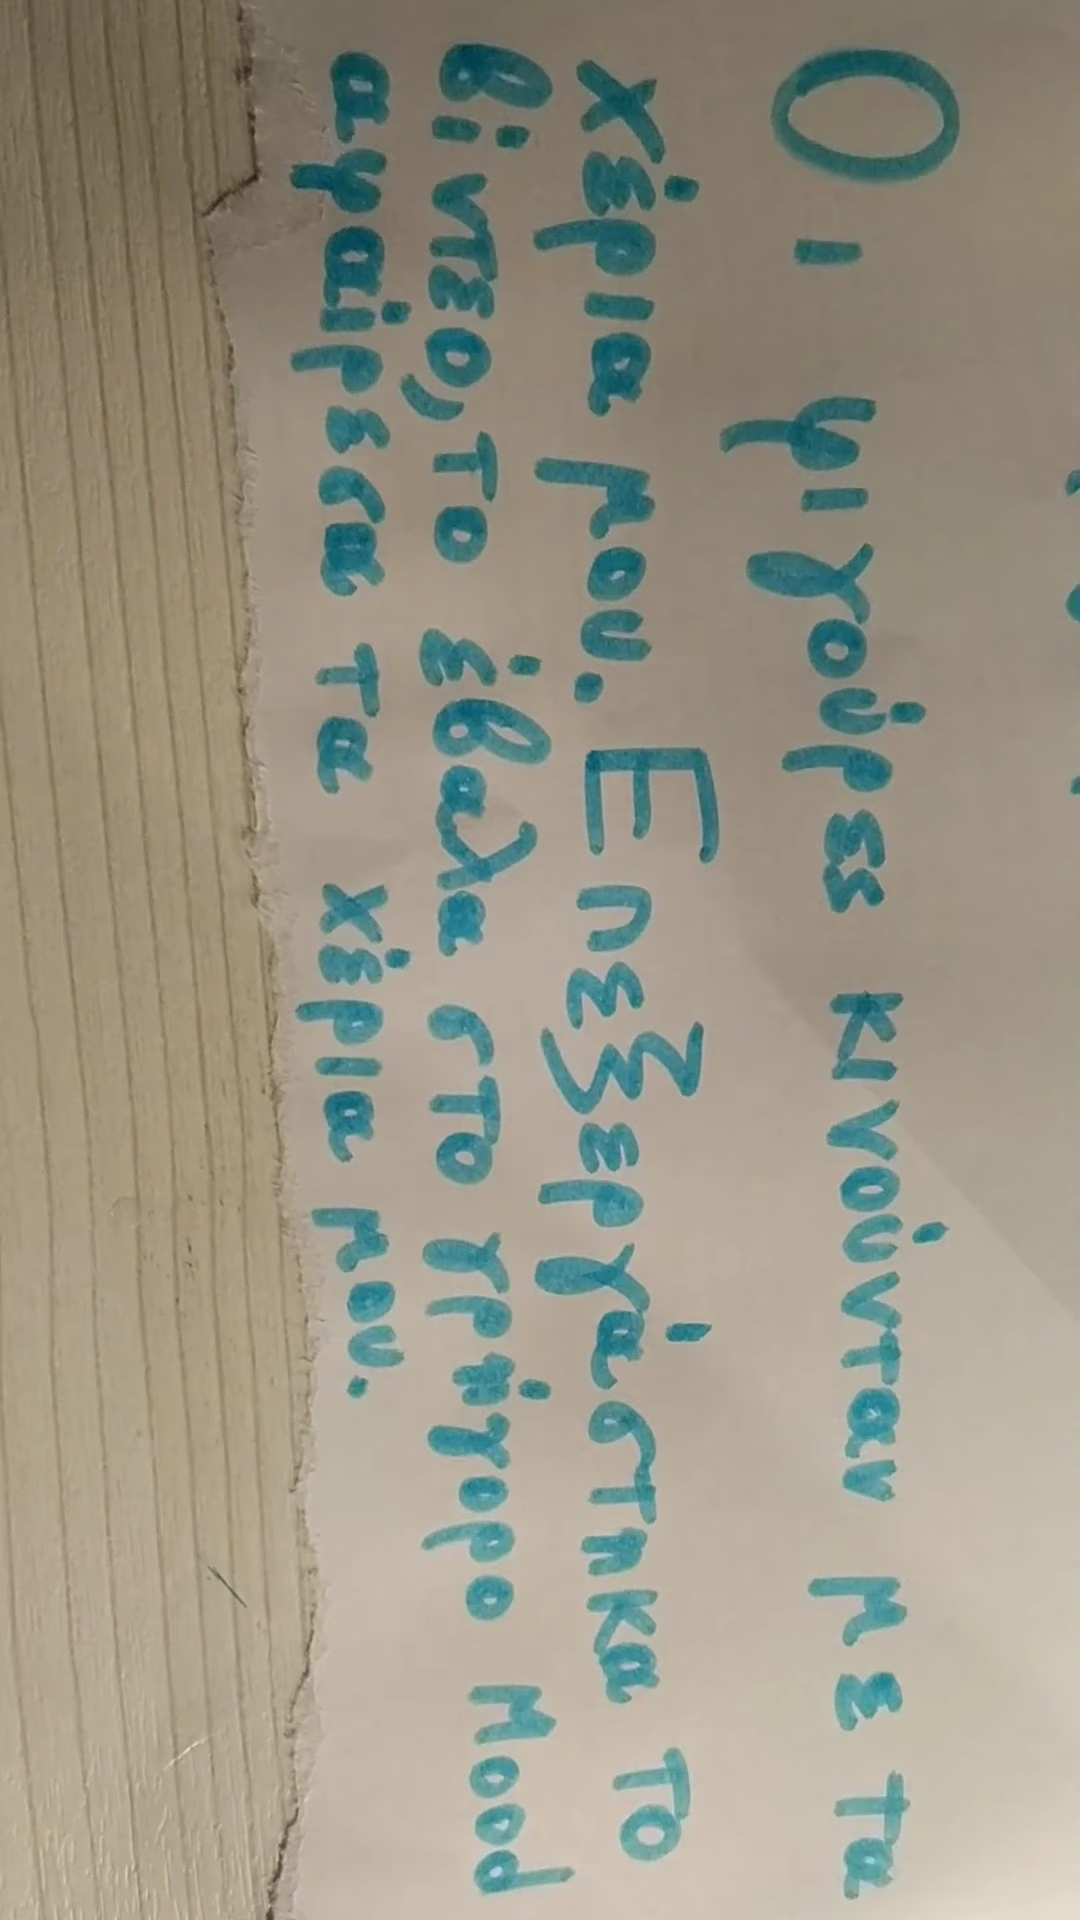 Οι φιγούρες κινούνταν με τα
χέρια μου. Επεξεργάστηκα το
βίντεο, το έβαλα στο γρήγορο Mood
αφαίρεσα τα χέρια μου.